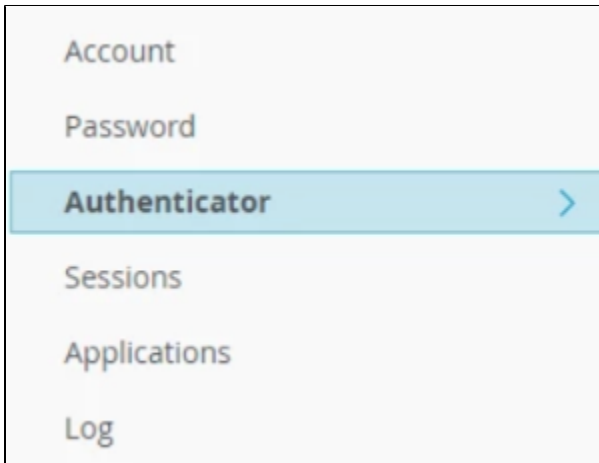 Account
Password
Authenticator
Sessions
Applications
Log